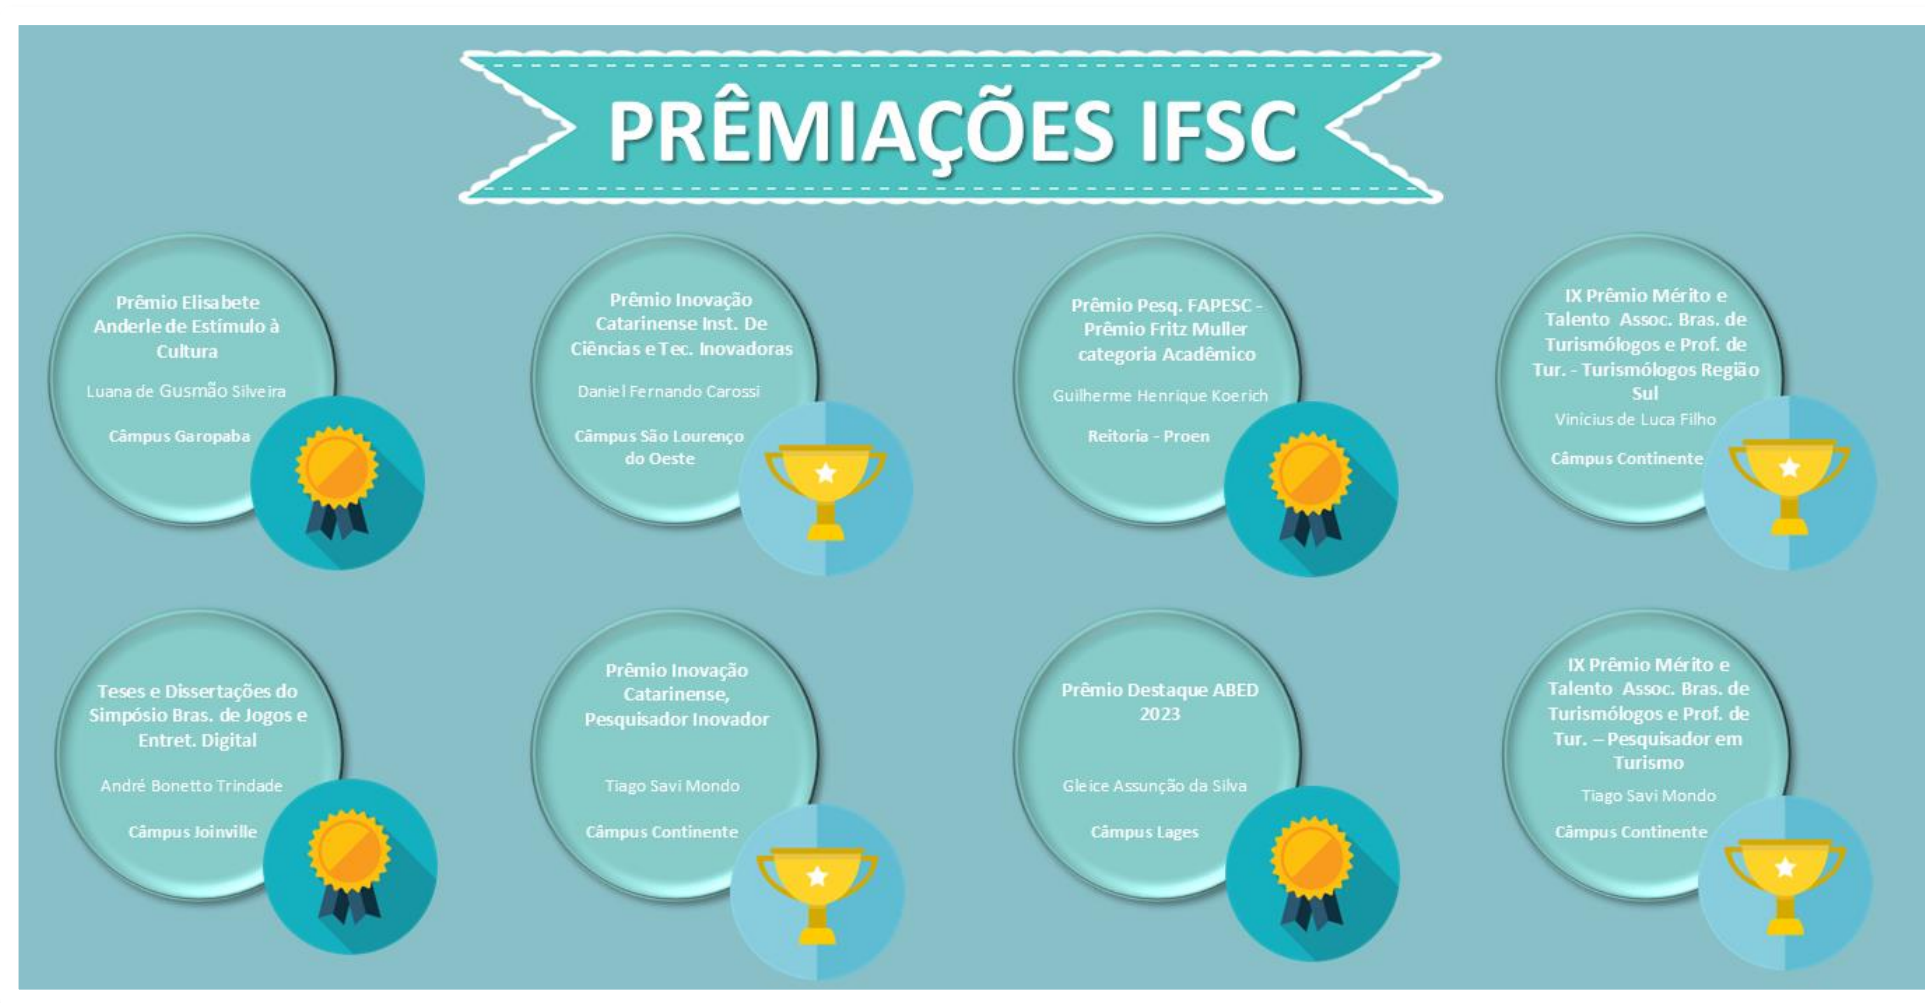 PRÊMIAÇÕES IFSC
Prêmio Elisabete
Anderle de Estímulo à
Cultura
Luana de Gusmão Silveira
Câmpus Garopaba
Prêmio Inovação
Catarinense Inst. De
Ciências e Tec. Inovadoras
Daniel Fernando Carossi
Câmpus São Lourenço
do Oeste
Prêmio Pesq. FAPESC -
Prêmio Fritz Muller
categoria Acadêmico
Guilherme Henrique Koerich
Reitoria - Proen
IX Prêmio Mérito e
Talento Assoc. Bras. de
Turismólogos e Prof. de
Tur. - Turismólogos Região
Sul
Vinícius de Luca Filho
Câmpus Continente
Teses e Dissertações do
Simpósio Bras. de Jogos e
Entret. Digital
André Bonetto Trindade
Câmpus Joinville
Prêmio Inovação
Catarinense,
Pesquisador Inovador
Tiago Savi Mondo
Câmpus Continente
Prêmio Destaque ABED
2023
Gleice Assunção da Silva
Câmpus Lages
IX Prêmio Mérito e
Talento Assoc. Bras. de
Turismólogos e Prof. de
Tur. – Pesquisador em
Turismo
Tiago Savi Mondo
Câmpus Continente